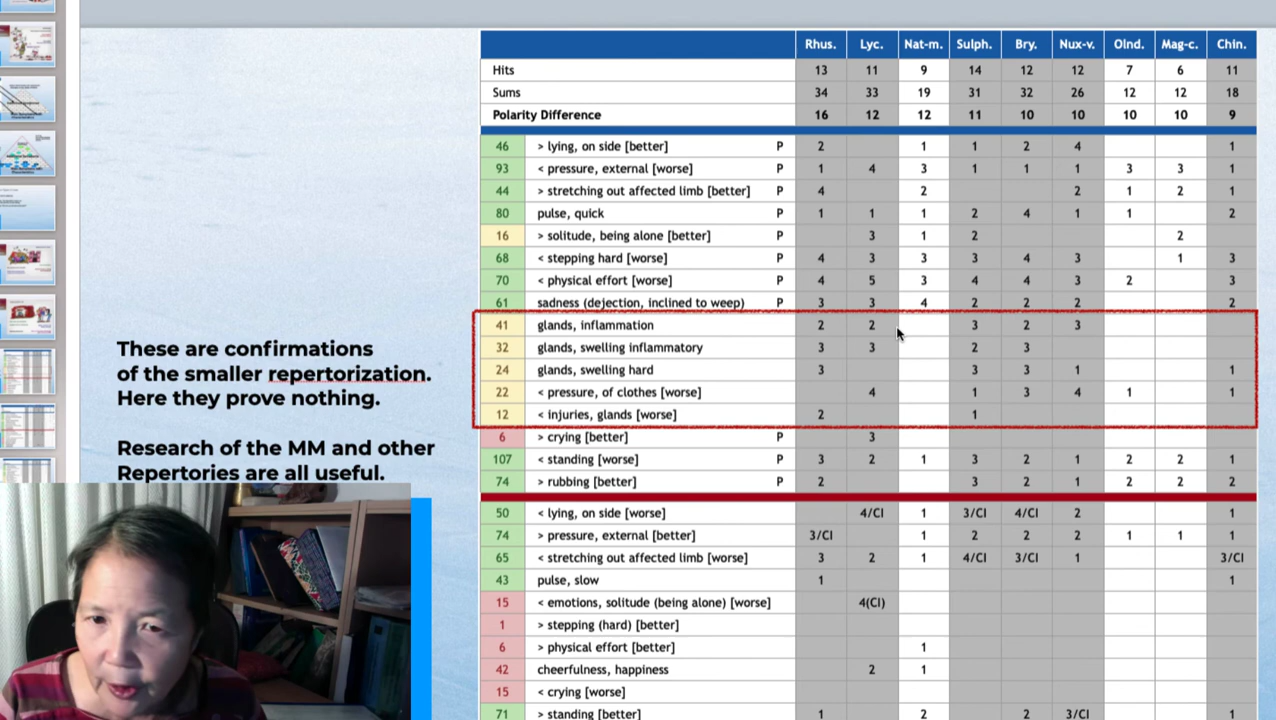 Rhus. Lyc. Nat-m. Sulph. Bry. Nux-v. Olnd. Mag-c. Chin.
Hits 13 11 9 14 12 12 7 6 11
Sums 34 33 19 31 32 26 12 12 18
Polarity Difference 16 12 12 11 10 10 10 10 9
46 > lying, on side [better] P 2 1 1 2 4 1
93 < pressure, external [worse] P 1 4 3 1 1 1 3 3 1
44 > stretching out affected limb [better] P 4 2 2 1 2 1
80 pulse, quick P 1 1 1 2 4 1 1 2
16 > solitude, being alone [better] P 3 1 2 2
68 < stepping hard [worse] P 4 3 3 3 4 3 1 3
70 < physical effort [worse] P 4 5 3 4 4 3 2 3
61 sadness (dejection, inclined to weep) P 3 3 4 2 2 2 2
41 glands, inflammation 2 2 3 2 3
32 glands, swelling inflammatory 3 3 2 3
24 glands, swelling hard 3 3 3 1 1
22 < pressure, of clothes [worse] 4 1 3 4 1 1
12 < injuries, glands [worse] 2 1
6 > crying [better] P 3
107 < standing [worse] P 3 2 1 3 2 1 2 2 1
74 > rubbing [better] P 2 3 2 1 2 2 2
50 < lying, on side [worse] 4/CI 1 3/CI 4/CI 2 1
74 > pressure, external [better] 3/CI 1 2 2 2 1 1 1
65 < stretching out affected limb [worse] 3 2 1 4/CI 3/CI 1 3/CI
43 pulse, slow 1 1
15 < emotions, solitude (being alone) [worse] 4(CI)
1 > stepping (hard) [better]
6 > physical effort [better] 1
42 cheerfulness, happiness 2 1
15 < crying [worse]
71 > standing [better] 1 2 2 3/CI 1
These are confirmations
of the smaller repertorization.
Here they prove nothing.
Research of the MM and other
Repertories are all useful.